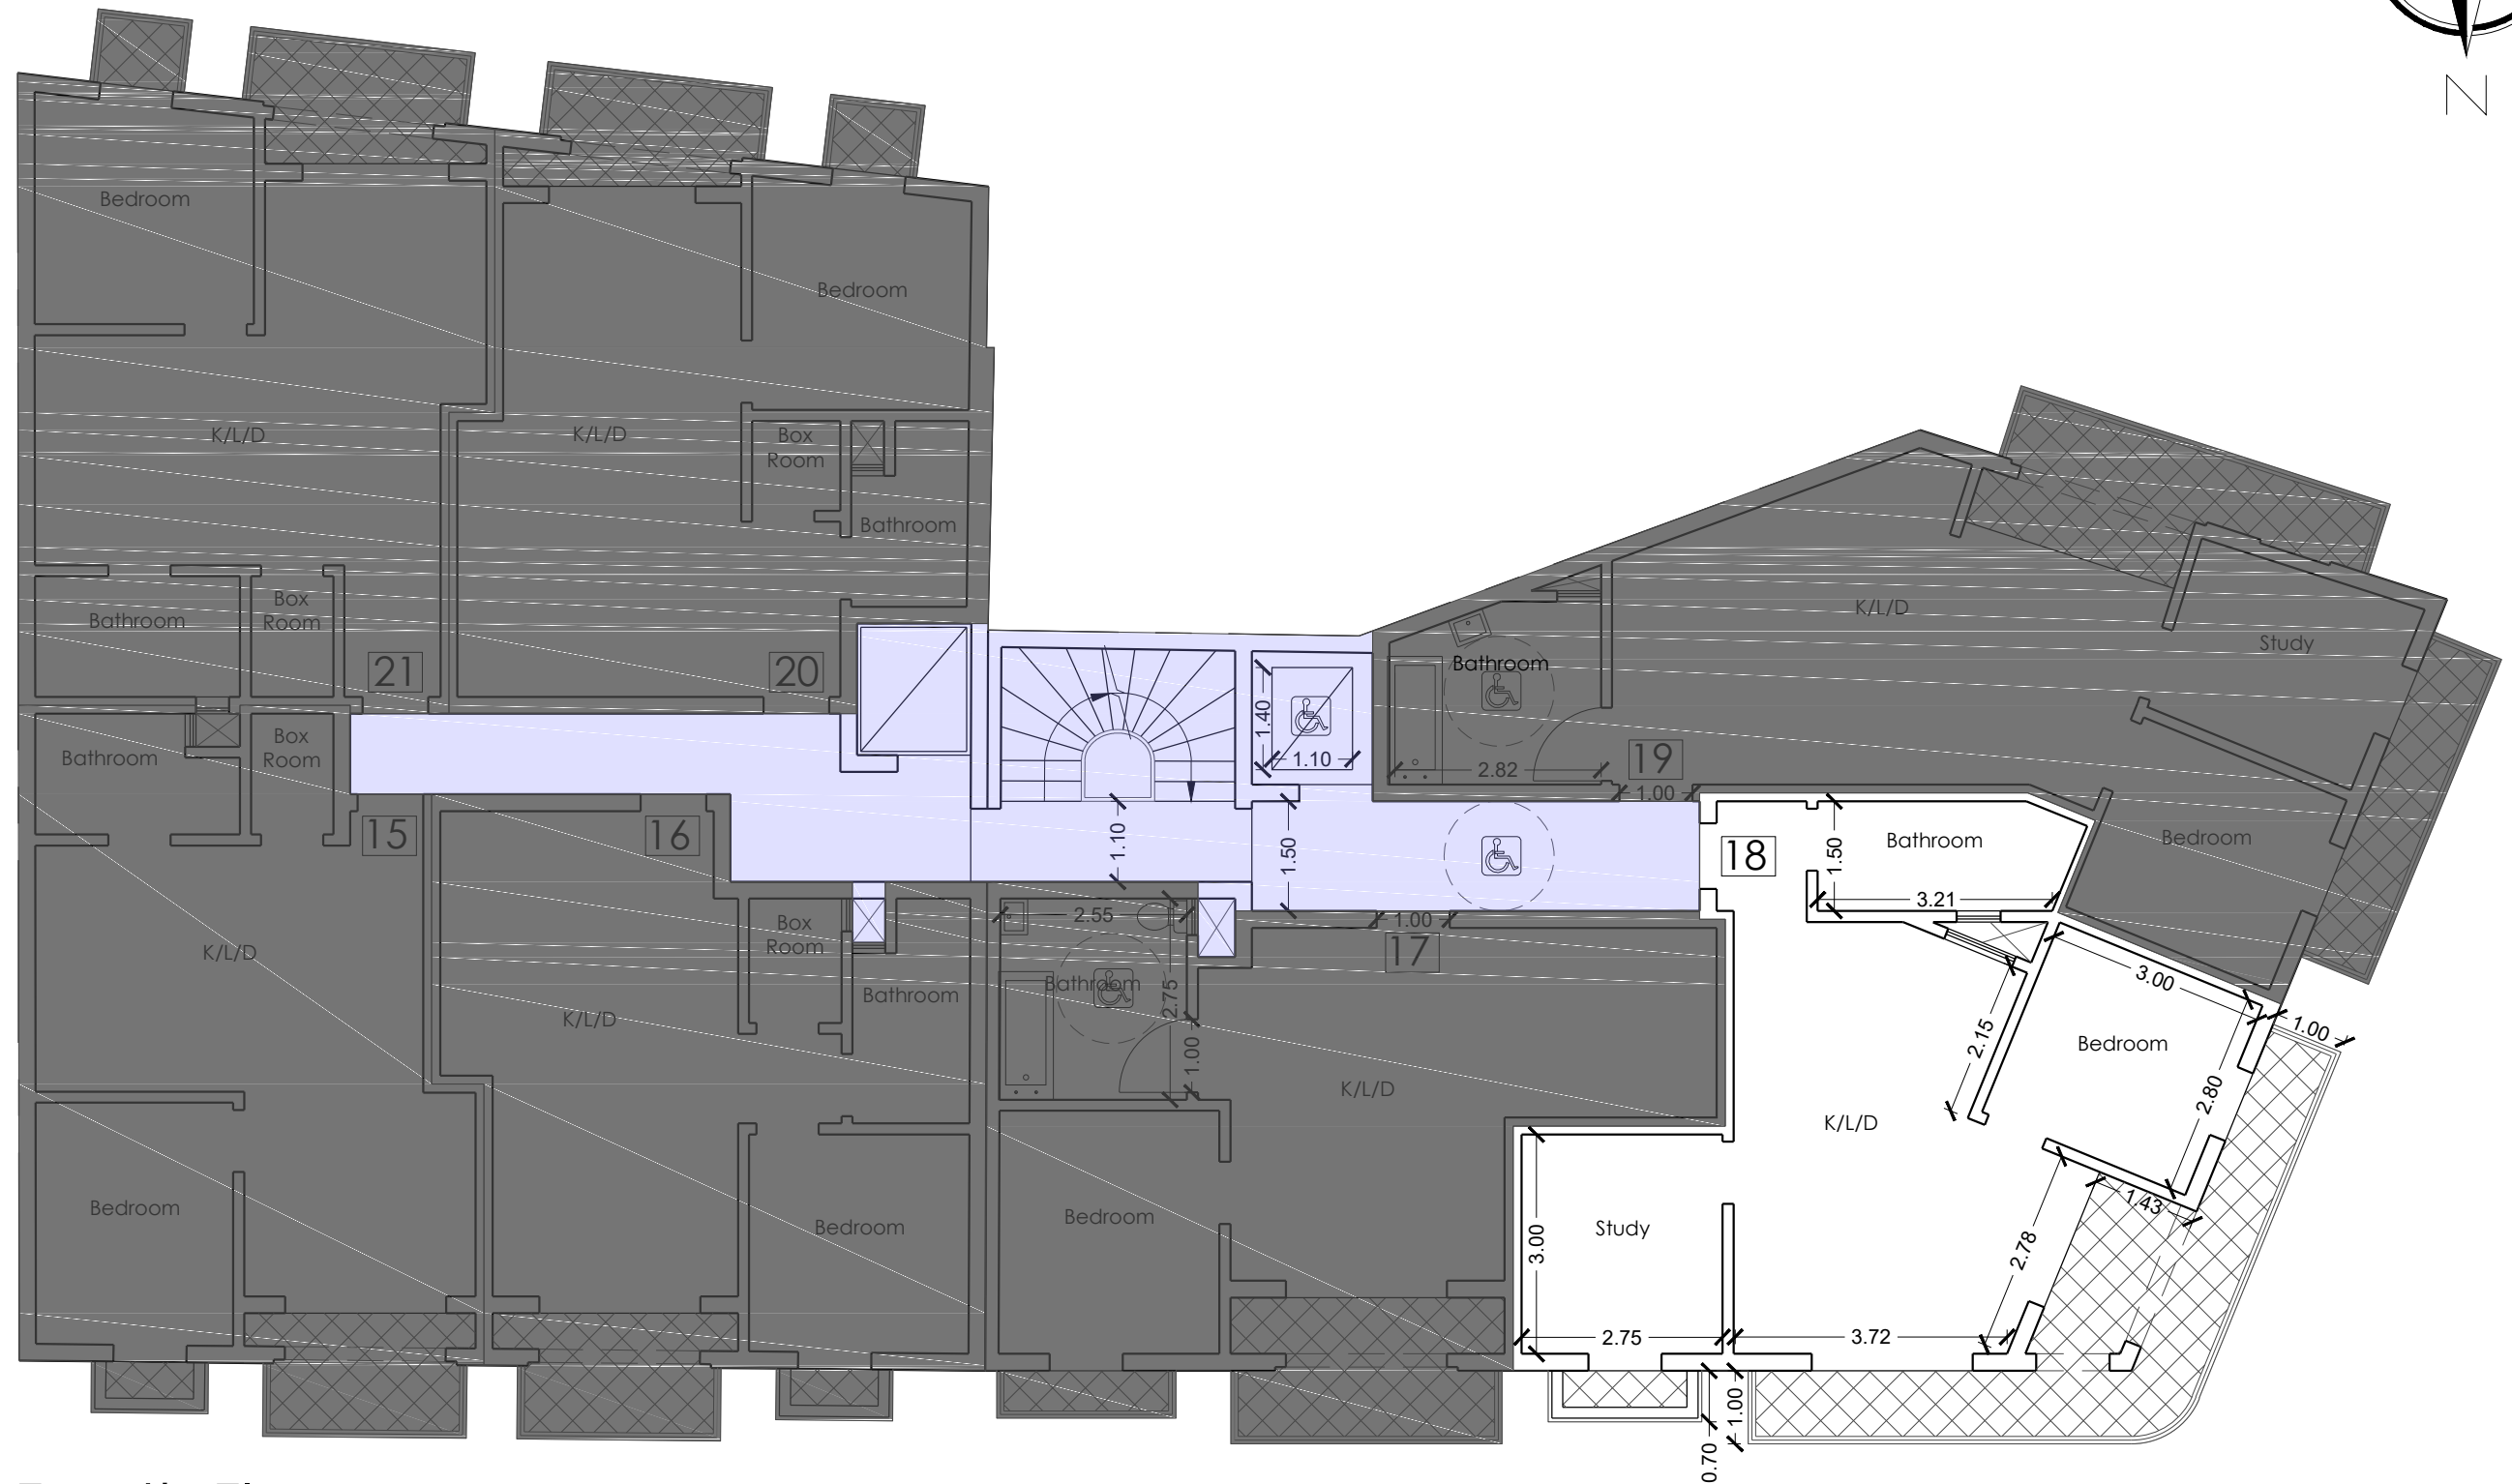 N
Bedroom
Bedroom
K/L/D
K/L/D
Box
Room
Bathroom
Box
Room
Bathroom
21
20
K/L/D
Study
Bathroom
1.40
1.10
2.82
19
1.00
Bathroom
Box
Room
15
16
1.10
1.50
18
1.50
Bathroom
3.21
Bedroom
K/L/D
Box
Room
Bathroom
K/L/D
2.55
Bathroom
2.75
1.00
1.00
17
K/L/D
3.00
1.00
2.15
Bedroom
2.80
K/L/D
1.43
Bedroom
Bedroom
Bedroom
Study
3.00
2.78
2.75
3.72
0.70
1.00